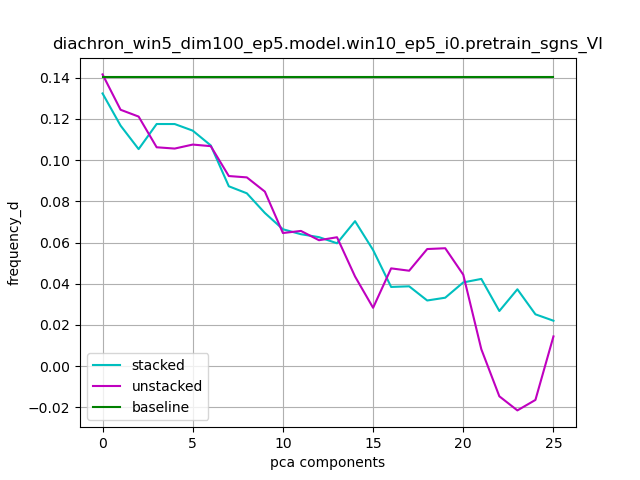 diachron_win5_dim100_ep5.model.win10_ep5_i0.pretrain_sgns_VI
0.14
0.12
0.10
0.08
0.06
0.04
0.02
0.00
−0.02
frequency_d
stacked
unstacked
baseline
0 5 10 15 20 25
pca components